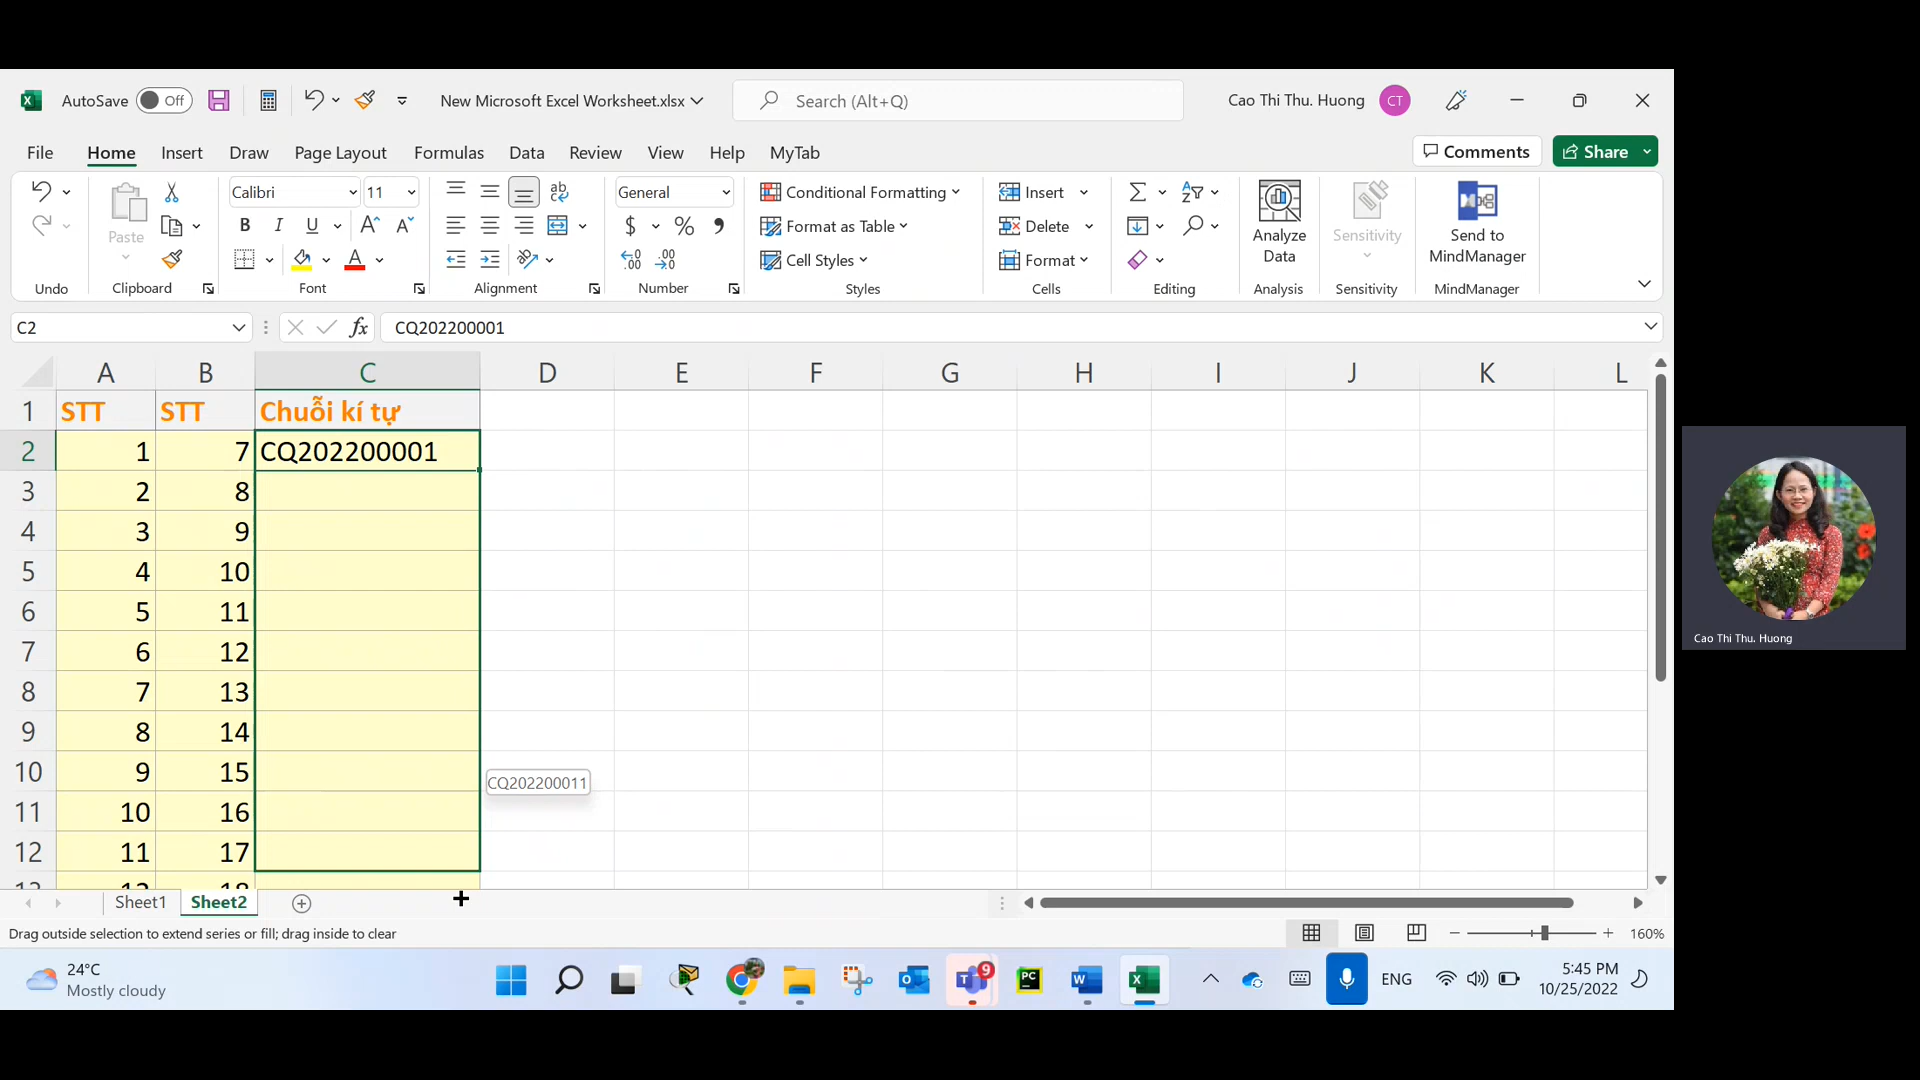 AutoSave Off New Microsoft Excel Worksheet.xlsx Search (Alt+Q) Cao Thi Thu. Huong CT
File Home Insert Draw Page Layout Formulas Data Review View Help MyTab Comments Share
Calibri 11 ab General Conditional Formatting Insert
Paste B I U A A $ % Format as Table Delete Analyze Data Sensitivity Send to MindManager
A .00 .00 Cell Styles Format
Undo Clipboard Font Alignment Number Styles Cells Editing Analysis Sensitivity MindManager
C2 fx CQ202200001
A B C D E F G H I J K L
1 STT STT Chuỗi kí tự
2 1 7 CQ202200001
3 2 8
4 3 9
5 4 10
6 5 11
7 6 12
8 7 13
9 8 14
10 9 15 CQ202200011
11 10 16
12 11 17
Sheet1 Sheet2
Drag outside selection to extend series or fill; drag inside to clear 160%
24°C
Mostly cloudy
9 PC ENG
5:45 PM
10/25/2022
Cao Thi Thu. Huong